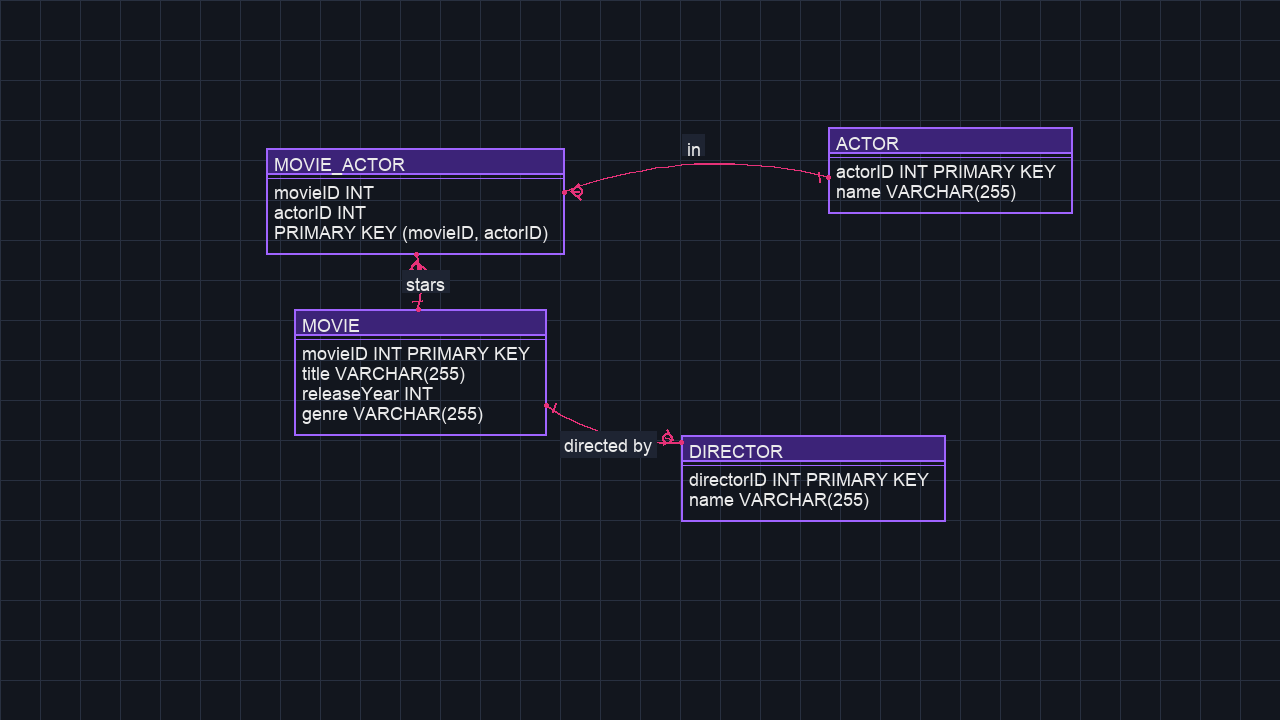 in
ACTOR
actorID INT PRIMARY KEY
name VARCHAR(255)
MOVIE_ACTOR
movieID INT
actorID INT
PRIMARY KEY (movieID, actorID)
stars
MOVIE
movieID INT PRIMARY KEY
title VARCHAR(255)
releaseYear INT
genre VARCHAR(255)
directed by
DIRECTOR
directorID INT PRIMARY KEY
name VARCHAR(255)